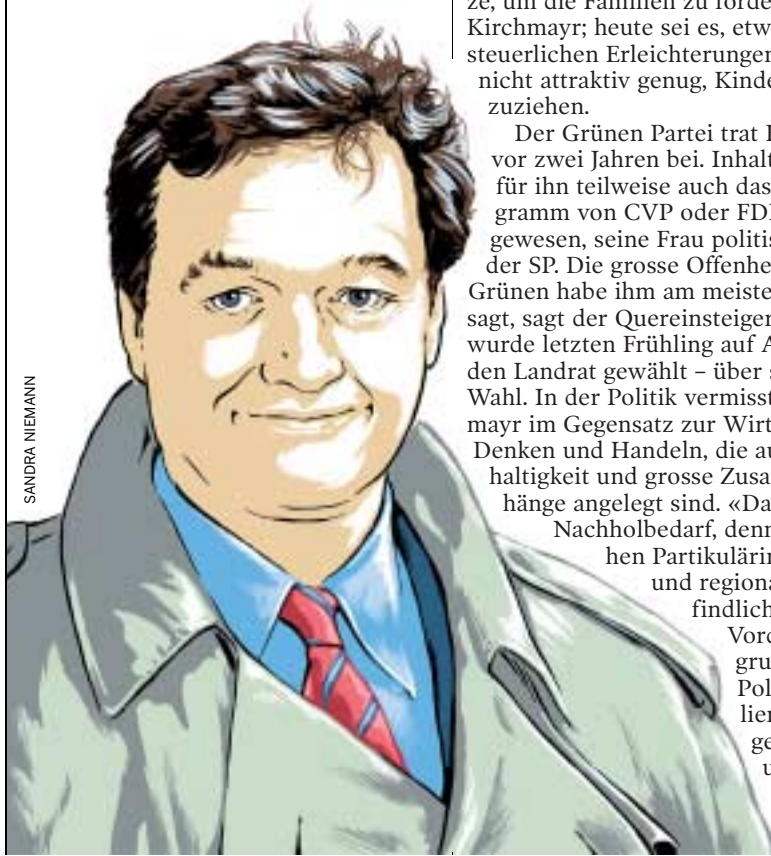 ze, um die Familien zu förde
Kirchmayr; heute sei es, etw
steuerlichen Erleichterungen
nicht attraktiv genug, Kinde
zuziehen.
Der Grünen Partei trat
vor zwei Jahren bei. Inhalt
für ihn teilweise auch das
gramm von CVP oder FD
gewesen, seine Frau politis
der SP. Die grosse Offenhe
Grünen habe ihm am meiste
sagt, sagt der Quereinsteiger
wurde letzten Frühling auf A
den Landrat gewählt – über s
Wahl. In der Politik vermisst
mayr im Gegensatz zur Wirt
Denken und Handeln, die au
haltigkeit und grosse Zusa
hänge angelegt sind. «Da
Nachholbedarf, denn
hen Partikulärin
und regiona
findlich
Vord
gru
Pol
lier
ge
u
SANDRA NIEMANN